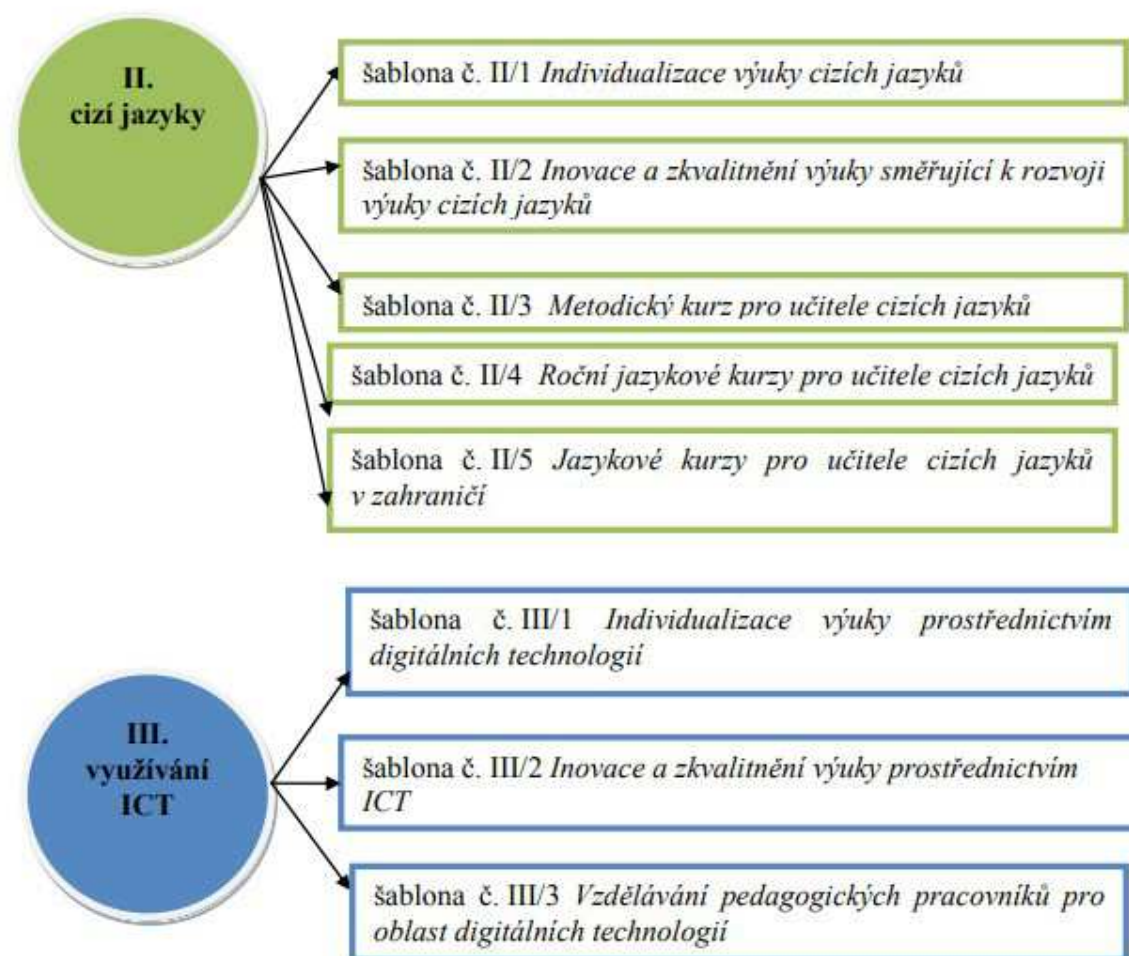 II.
cizí jazyky
šablona č. II/1 Individualizace výuky cizích jazyků
šablona č. II/2 Inovace a zkvalitnění výuky směřující k rozvoji
výuky cizích jazyků
šablona č. II/3 Metodický kurz pro učitele cizích jazyků
šablona č. II/4 Roční jazykové kurzy pro učitele cizích jazyků
šablona č. II/5 Jazykové kurzy pro učitele cizích jazyků
v zahraničí
III.
využívání
ICT
šablona č. III/1 Individualizace výuky prostřednictvím
digitálních technologií
šablona č. III/2 Inovace a zkvalitnění výuky prostřednictvím
ICT
šablona č. III/3 Vzdělávání pedagogických pracovníků pro
oblast digitálních technologií